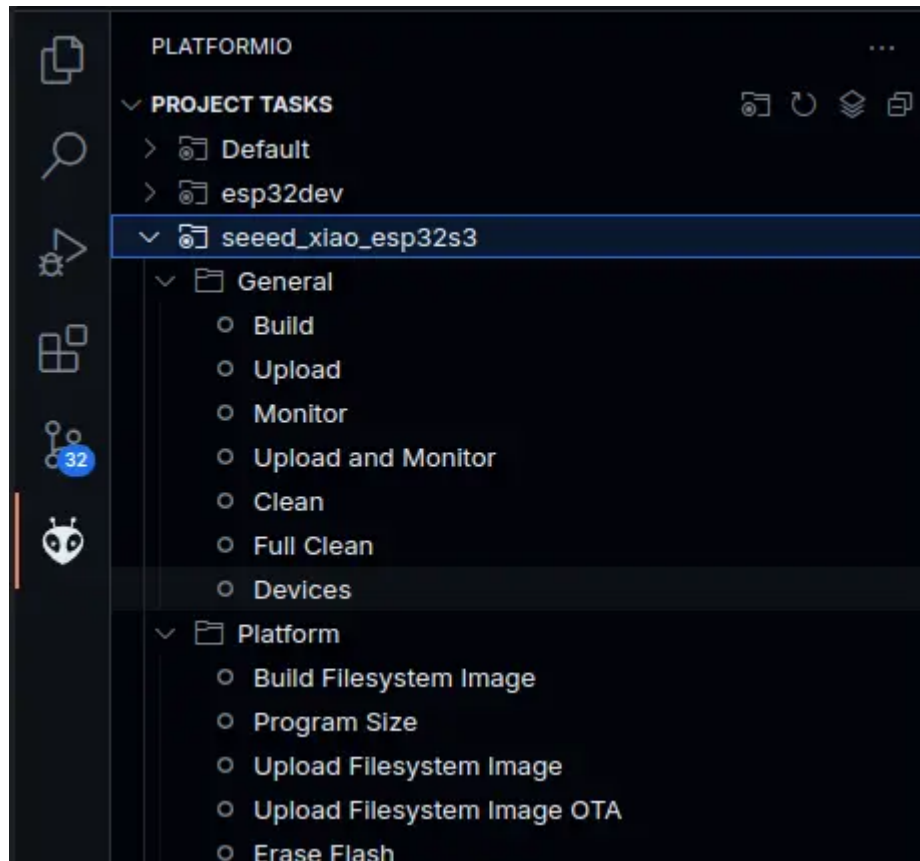 PLATFORMIO
PROJECT TASKS
Default
esp32dev
seeed_xiao_esp32s3
General
Build
Upload
Monitor
Upload and Monitor
32
Clean
Full Clean
Devices
Platform
Build Filesystem Image
Program Size
Upload Filesystem Image
Upload Filesystem Image OTA
Erase Flash